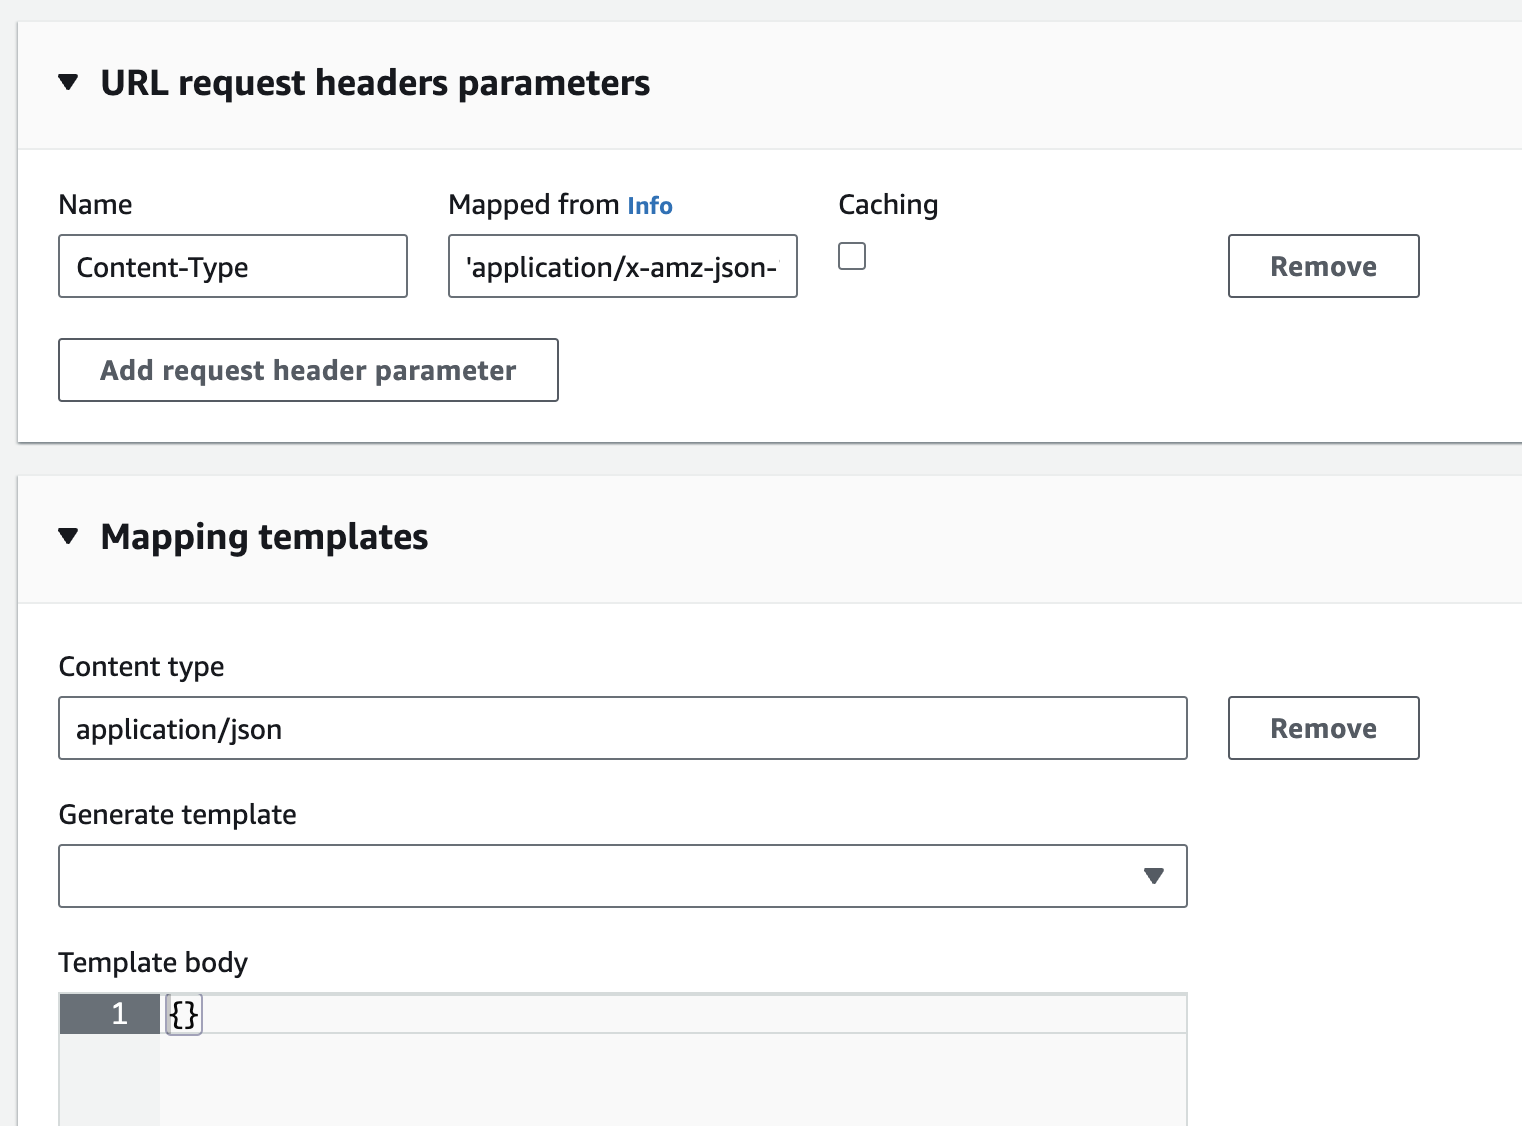 URL request headers parameters
Name Mapped from Info Caching
Content-Type 'application/x-amz-json- Remove
Add request header parameter
Mapping templates
Content type
application/json Remove
Generate template
Template body
1 {}